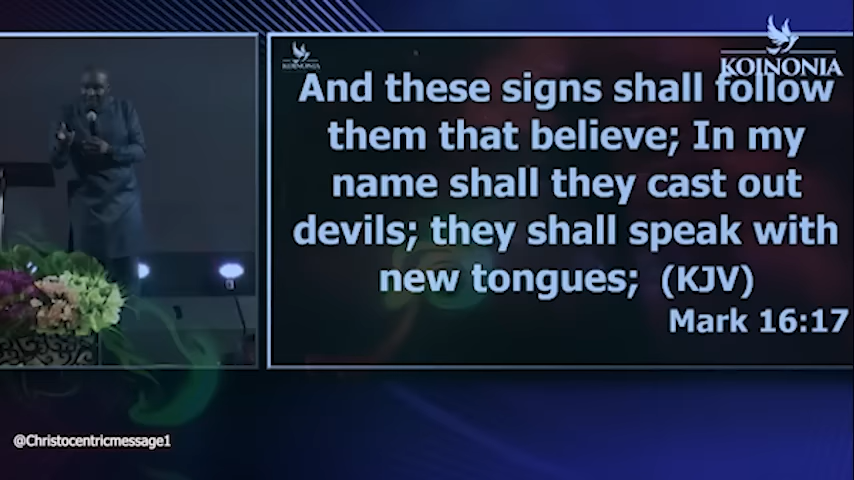 KOINONIA
KOINONIA
And these signs shall follow
them that believe; In my
name shall they cast out
devils; they shall speak with
new tongues; (KJV)
Mark 16:17
@Christocentricmessage1